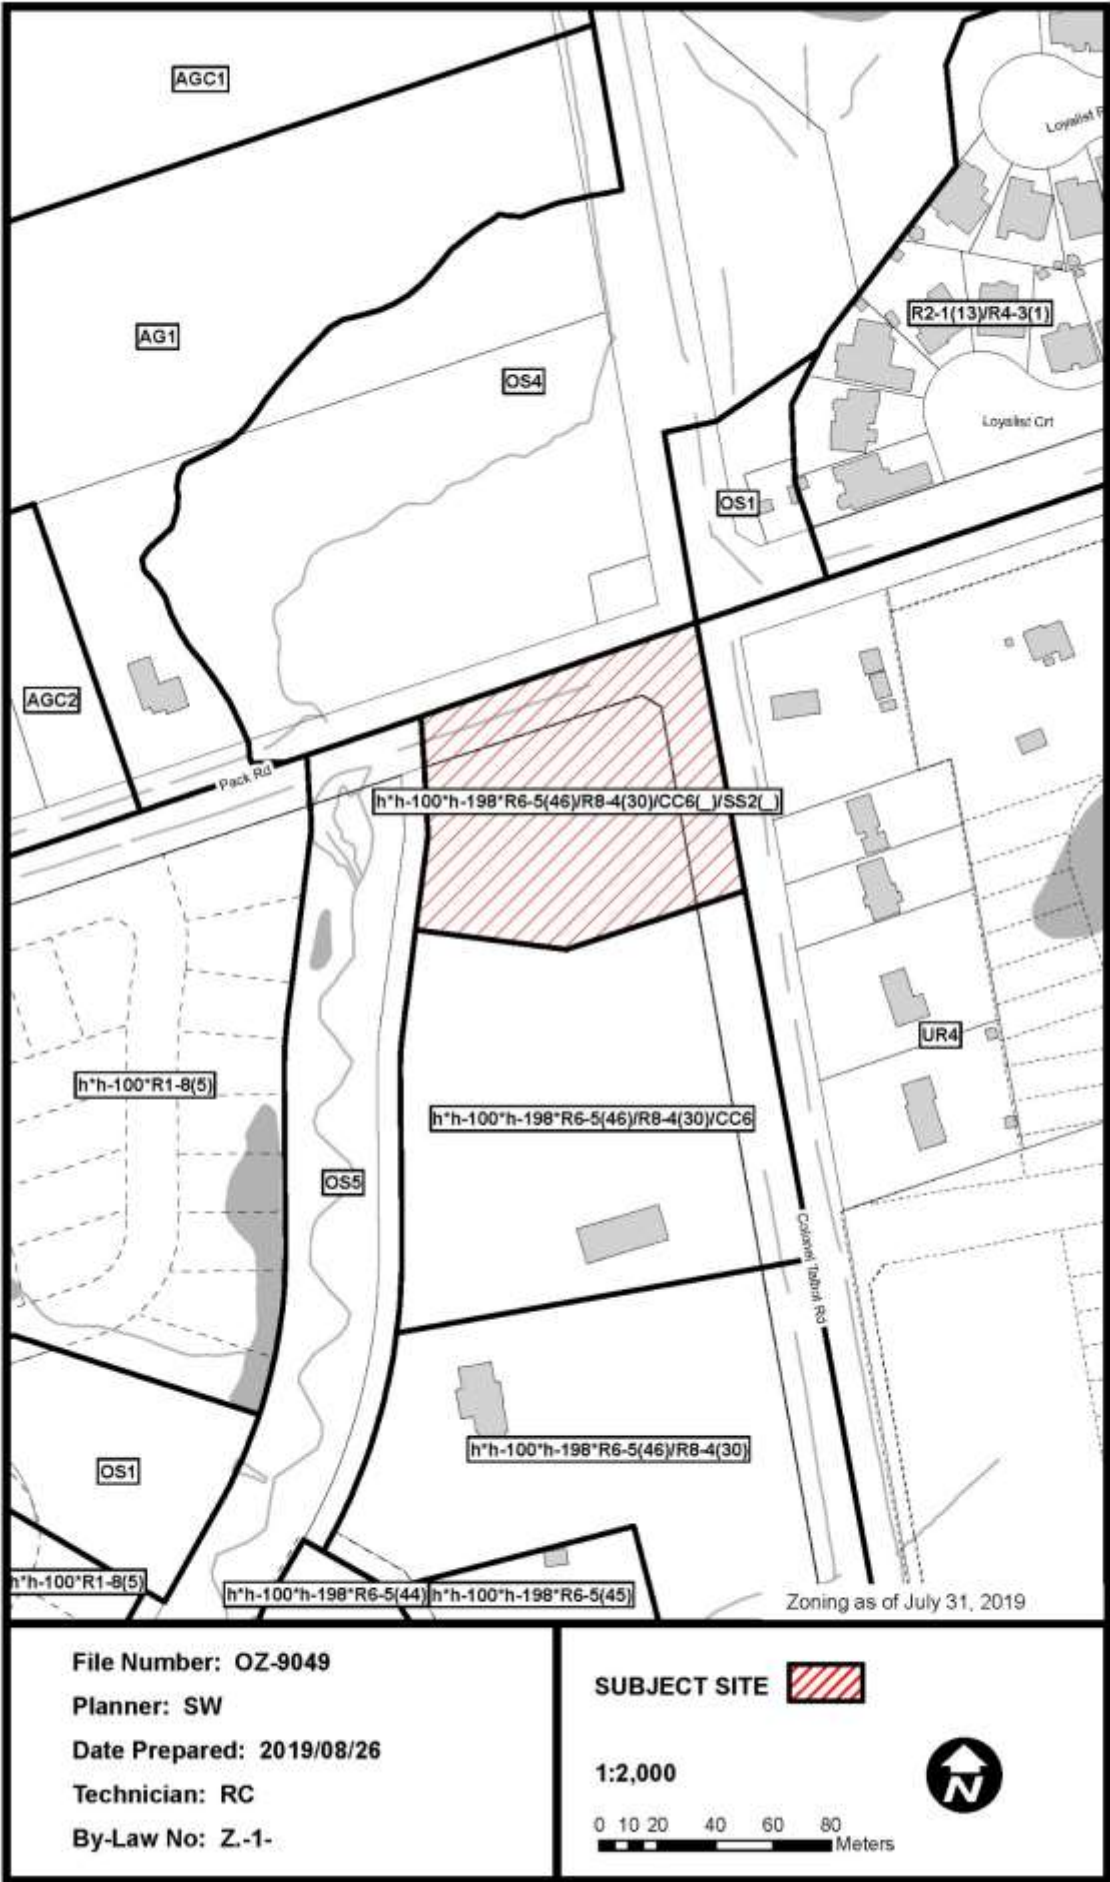 AGC1
Loyalist
AG1
R2-1(13)/R4-3(1)
OS4
Loyalist Crt
OS1
AGC2
Pack Rd
h*h-100*h-198*R6-5(46)/R8-4(30)/CC6(_)/SS2(_)
UR4
h*h-100*R1-8(5)
h*h-100*h-198*R6-5(46)/R8-4(30)/CC6
OS5
Colonel Talbot Rd
h*h-100*h-198*R6-5(46)/R8-4(30)
OS1
h*h-100*R1-8(5)
h*h-100*h-198*R6-5(44)
h*h-100*h-198*R6-5(45)
Zoning as of July 31, 2019
File Number: OZ-9049
Planner: SW
Date Prepared: 2019/08/26
Technician: RC
By-Law No: Z.-1-
SUBJECT SITE
1:2,000
N
0 10 20 40 60 80
Meters